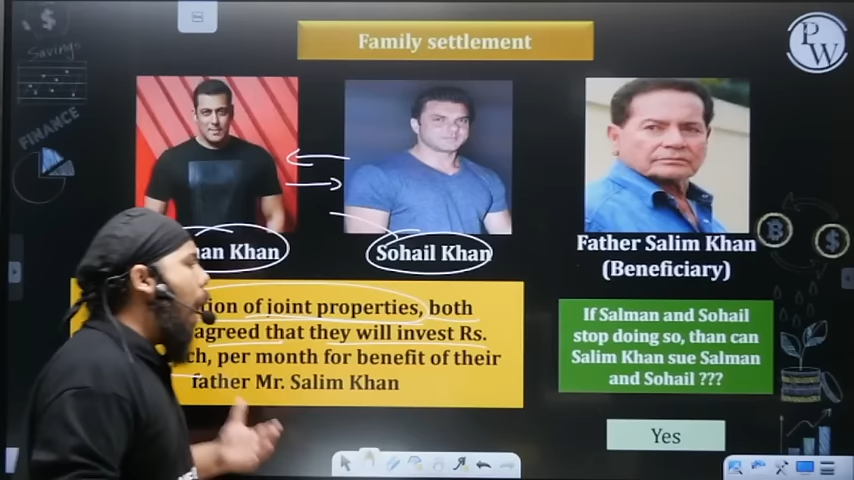 Savings
FINANCE
Family settlement
P
W
an Khan
Sohail Khan
Father Salim Khan
(Beneficiary)
tion of joint properties, both
agreed that they will invest Rs.
ch, per month for benefit of their
father Mr. Salim Khan
If Salman and Sohail
stop doing so, than can
Salim Khan sue Salman
and Sohail ???
Yes